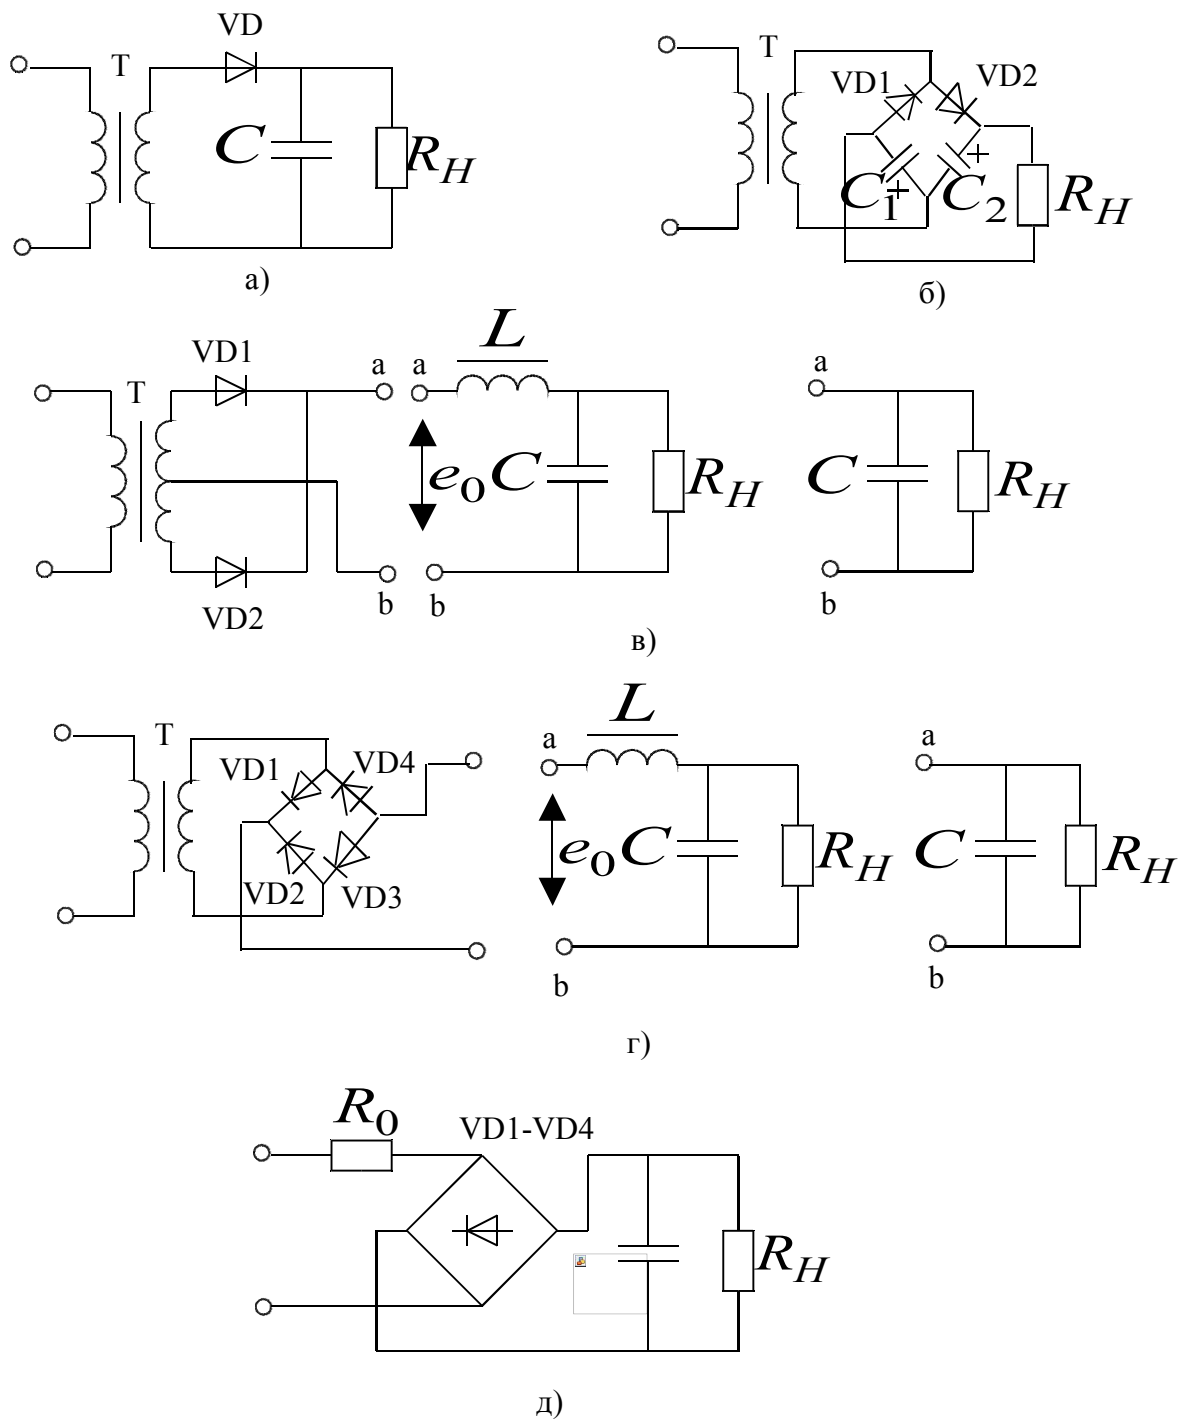 VD
T
C
R_H
а)
T
VD1
VD2
C_1
+
C_2
+
R_H
б)
VD1
T
VD2
a
b
L
a
e_0
C
R_H
b
a
C
R_H
b
в)
T
VD1
VD4
VD2
VD3
L
a
e_0
C
R_H
b
a
C
R_H
b
г)
R_0
VD1-VD4
R_H
д)